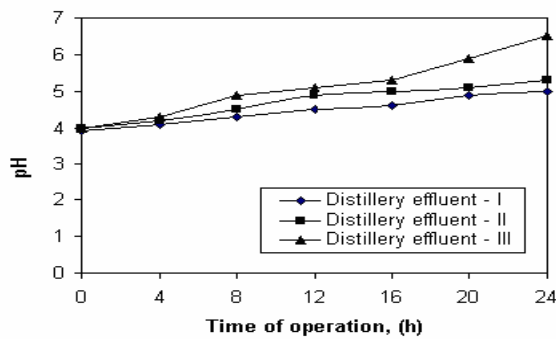 7
6
5
4
3
2
1
0
pH
Distillery effluent - I
Distillery effluent - II
Distillery effluent - III
0 4 8 12 16 20 24
Time of operation, (h)